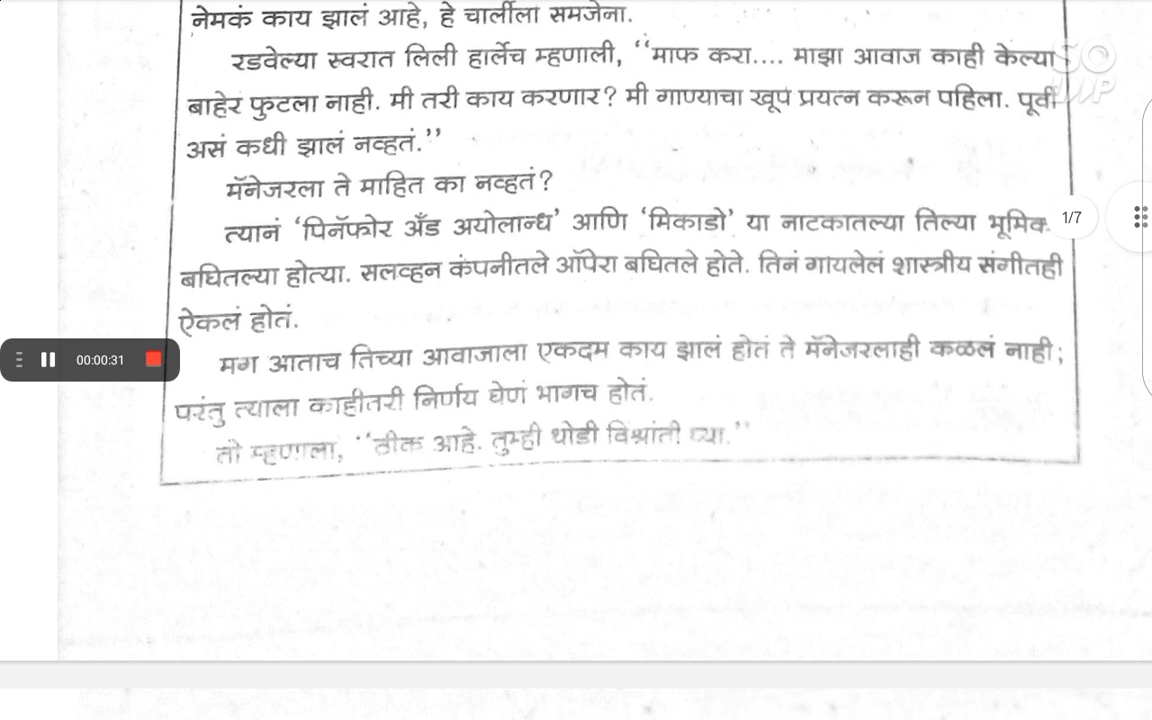 नेमकं काय झालं आहे, हे चार्लीला समजेना.
रडवेल्या स्वरात लिली हार्लेच म्हणाली, ‘‘माफ करा.... माझा आवाज काही केल्या
बाहेर फुटला नाही. मी तरी काय करणार? मी गाण्याचा खूप प्रयत्न करून पहिला. पूर्वी
असं कधी झालं नव्हतं.’’
मॅनेजरला ते माहित का नव्हतं?
त्यानं ‘पिनॅफोर अँड अयोलान्थ’ आणि ‘मिकाडो’ या नाटकातल्या तिल्या भूमिक
1/7
बघितल्या होत्या. सलव्हन कंपनीतले ऑपेरा बघितले होते. तिनं गायलेलं शास्त्रीय संगीतही
ऐकलं होतं.
00:00:31
मग आताच तिच्या आवाजाला एकदम काय झालं होतं ते मॅनेजरलाही कळलं नाही;
परंतु त्याला काहीतरी निर्णय घेणं भागच होतं.
तो म्हणाला, ‘‘ठीक आहे. तुम्ही थोडी विश्रांती घ्या.’’